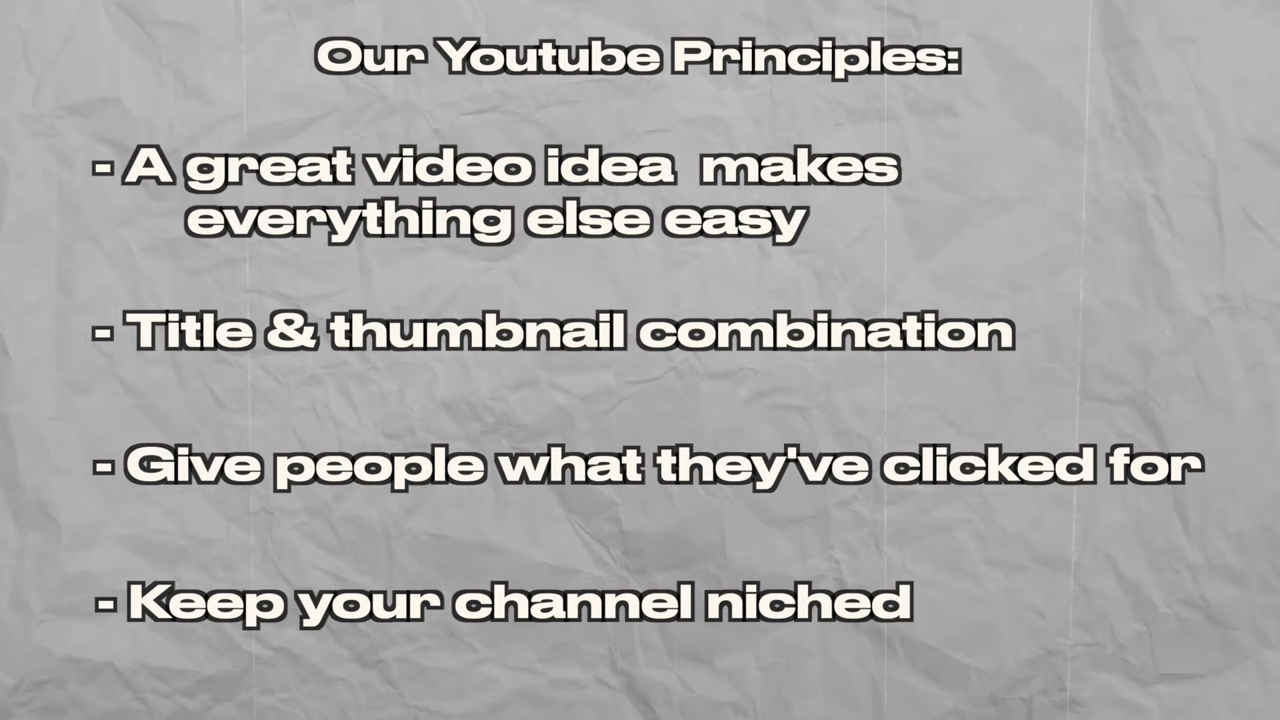 Our Youtube Principles:
- A great video idea  makes
everything else easy
- Title & thumbnail combination
- Give people what they've clicked for
- Keep your channel niched